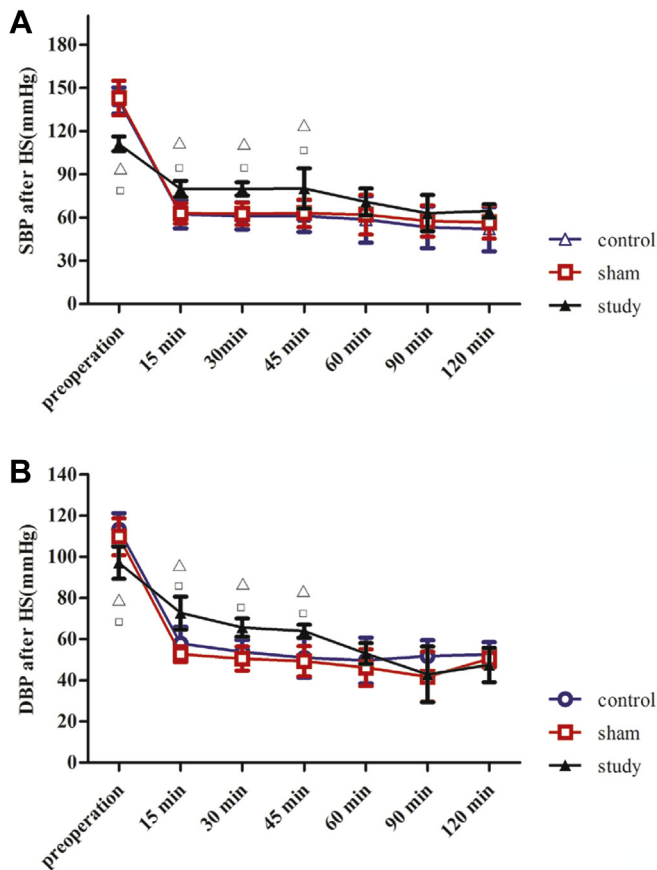 A
SBP after HS(mmHg)
180
150
120
90
60
30
0
preoperation
15 min
30min
45 min
60 min
90 min
120 min
control
sham
study
B
DBP after HS(mmHg)
140
120
100
80
60
40
20
0
preoperation
15 min
30 min
45 min
60 min
90 min
120 min
control
sham
study